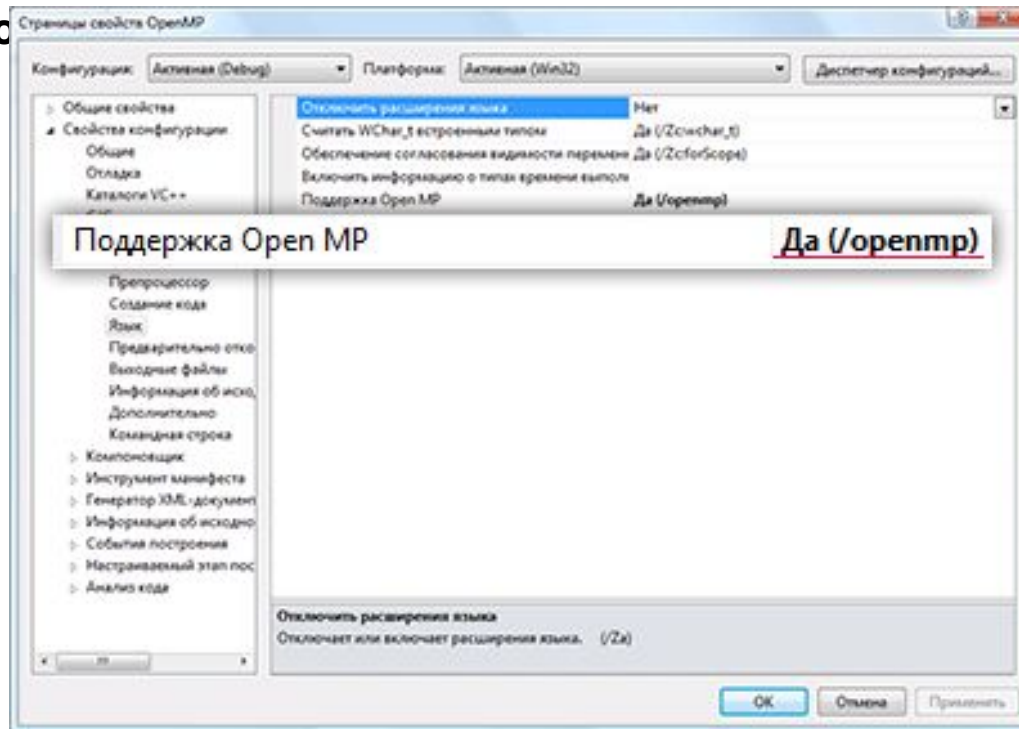 Страницы свойств OpenMP
Конфигурация: Активная (Debug) Платформа: Активная (Win32) Диспетчер конфигураций...
Общие свойства
Свойства конфигурации
Общие
Отладка
Каталоги VC++
Препроцессор
Создание кода
Язык
Предварительно отко
Выходные файлы
Информация об исхо,
Дополнительно
Командная строка
Компоновщик
Инструмент манифеста
Генератор XML-документ
Информация об исходно
События построения
Настраиваемый этап пос
Анализ кода
Отключить расширения языка Нет
Считать WChar_t встроенным типом Да (/Zc:wchar_t)
Обеспечение согласования видимости перемен Да (/Zc:forScope)
Включить информацию о типах времени выполн
Поддержка Open MP Да (/openmp)
Поддержка Open MP Да (/openmp)
Отключить расширения языка
Отключает или включает расширения языка. (/Za)
OK Отмена Применить